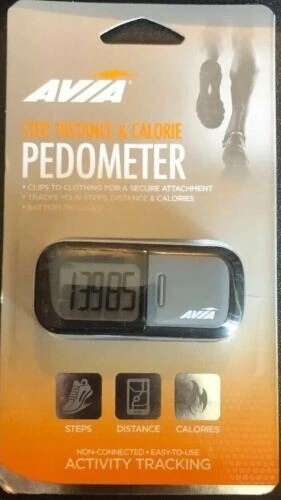 AVIA
STEP, DISTANCE & CALORIE
PEDOMETER
• CLIPS TO CLOTHING FOR A SECURE ATTACHMENT
• TRACKS YOUR STEPS, DISTANCE & CALORIES
• BATTERY
13985
AVIA
STEPS DISTANCE CALORIES
NON-CONNECTED • EASY-TO-USE
ACTIVITY TRACKING